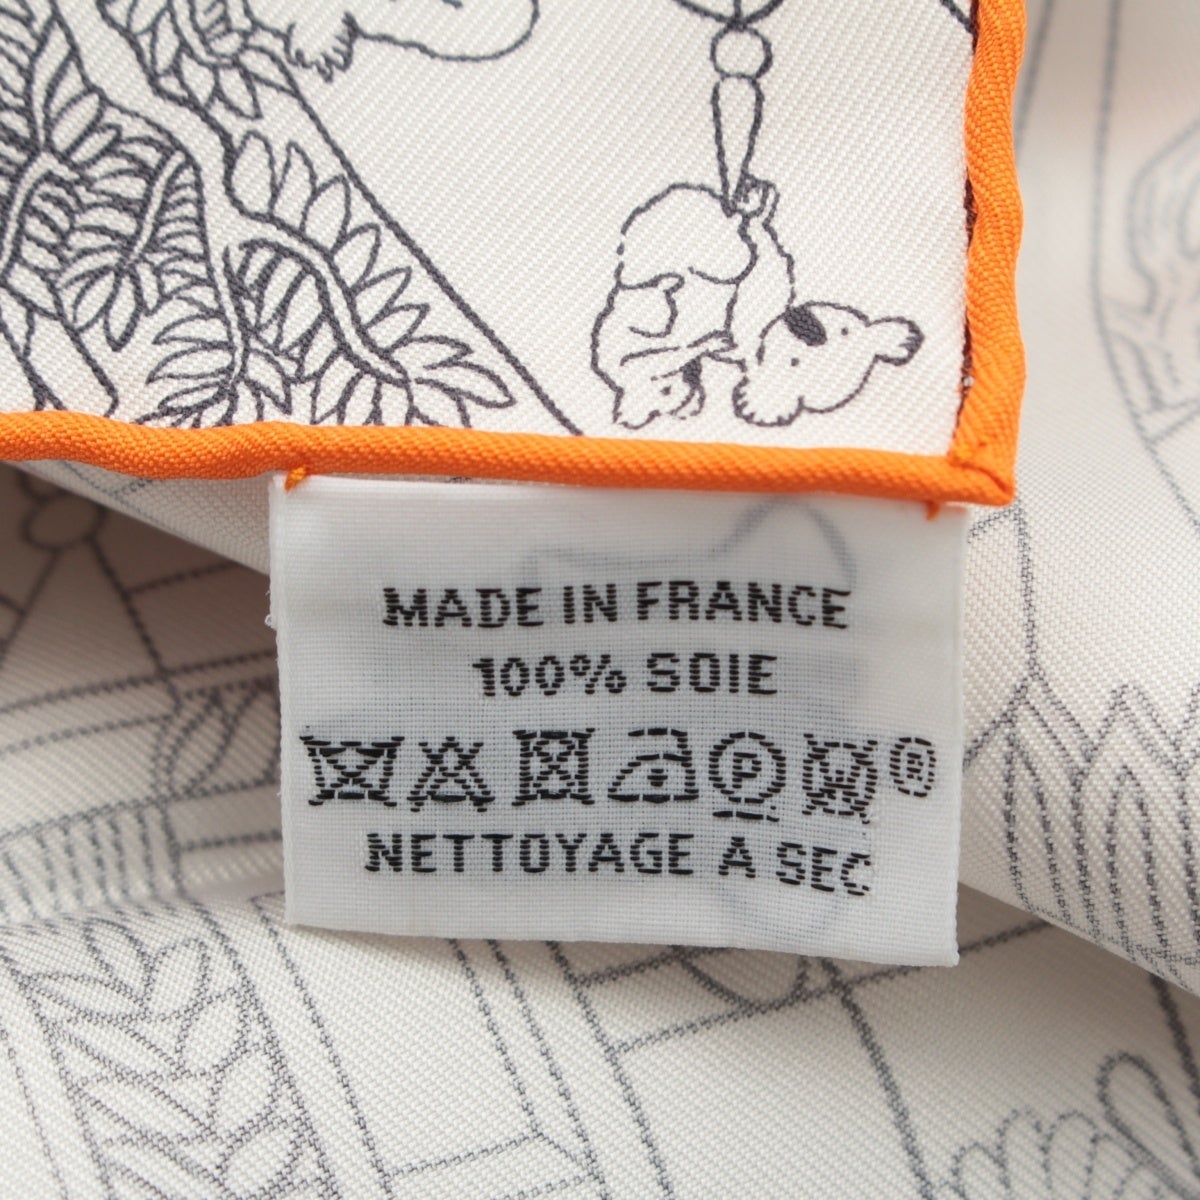 MADE IN FRANCE
100% SOIE
P W ®
NETTOYAGE A SEC